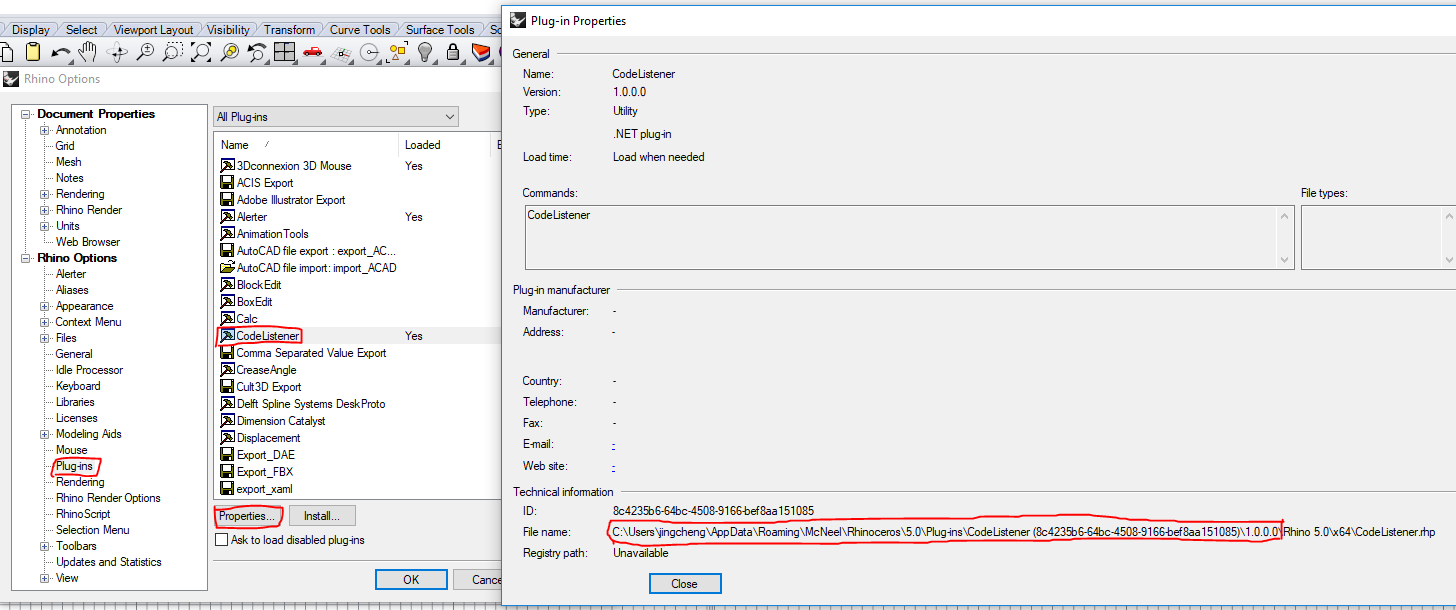 Display Select Viewport Layout Visibility Transform Curve Tools Surface Tools
Rhino Options
Document Properties
Annotation
Grid
Mesh
Notes
Rendering
Rhino Render
Units
Web Browser
Rhino Options
Alerter
Aliases
Appearance
Context Menu
Files
General
Idle Processor
Keyboard
Libraries
Licenses
Modeling Aids
Mouse
Plug-ins
Rendering
Rhino Render Options
RhinoScript
Selection Menu
Toolbars
Updates and Statistics
View
All Plug-ins
Name / Loaded
3Dconnexion 3D Mouse Yes
ACIS Export
Adobe Illustrator Export
Alerter Yes
AnimationTools
AutoCAD file export : export_AC...
AutoCAD file import: import_ACAD
BlockEdit
BoxEdit
Calc
CodeListener Yes
Comma Separated Value Export
CreaseAngle
Cult3D Export
Delft Spline Systems DeskProto
Dimension Catalyst
Displacement
Export_DAE
Export_FBX
export_xaml
Properties... Install...
Ask to load disabled plug-ins
OK Cance
Plug-in Properties
General
Name: CodeListener
Version: 1.0.0.0
Type: Utility
.NET plug-in
Load time: Load when needed
Commands: File types:
CodeListener
Plug-in manufacturer
Manufacturer: -
Address: -
Country: -
Telephone: -
Fax: -
E-mail: -
Web site: -
Technical information
ID: 8c4235b6-64bc-4508-9166-bef8aa151085
File name: C:\Users\jingcheng\AppData\Roaming\McNeel\Rhinoceros\5.0\Plug-ins\CodeListener (8c4235b6-64bc-4508-9166-bef8aa151085)\1.0.0.0\Rhino 5.0\x64\CodeListener.rhp
Registry path: Unavailable
Close